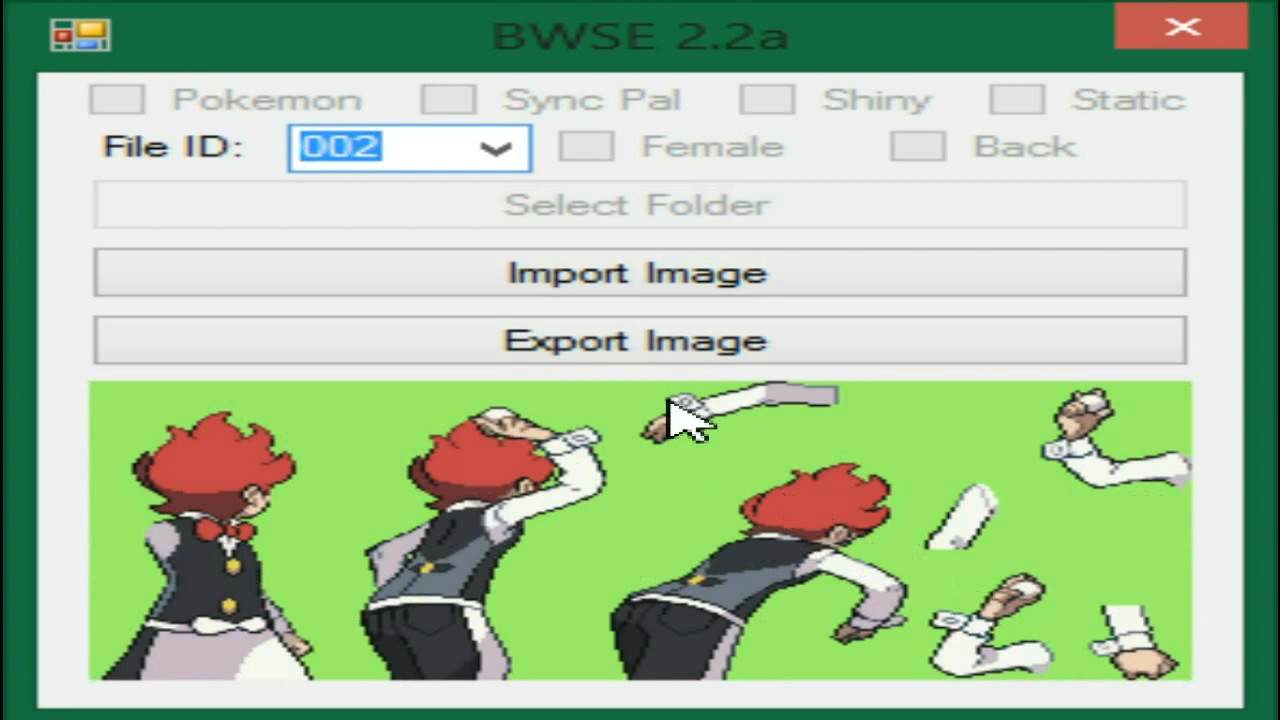 BWSE 2.2a
Pokemon Sync Pal Shiny Static
File ID: 002 Female Back
Select Folder
Import Image
Export Image